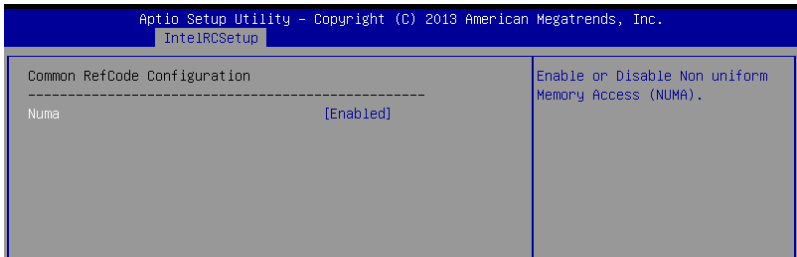 Aptio Setup Utility – Copyright (C) 2013 American Megatrends, Inc.
IntelRCSetup
Common RefCode Configuration
--------------------------------------------------
Numa [Enabled]
Enable or Disable Non uniform
Memory Access (NUMA).